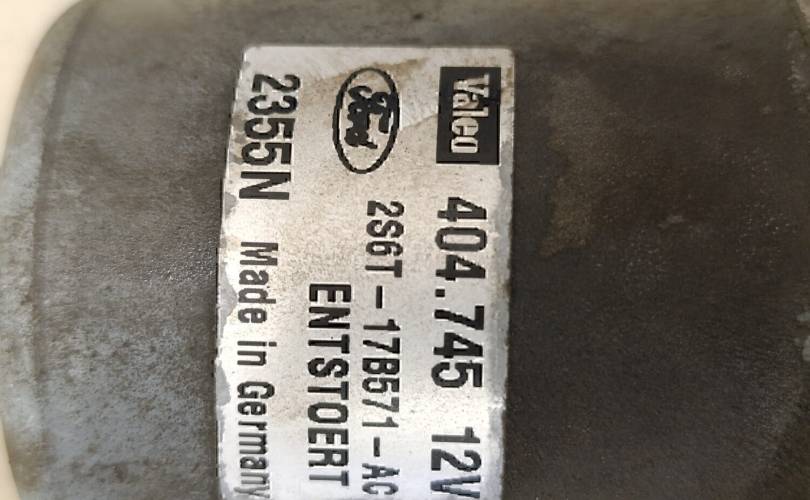 Valeo 404.745 12V
Ford 2S6T-17B571-AC
ENTSTOERT
2355N Made in Germany